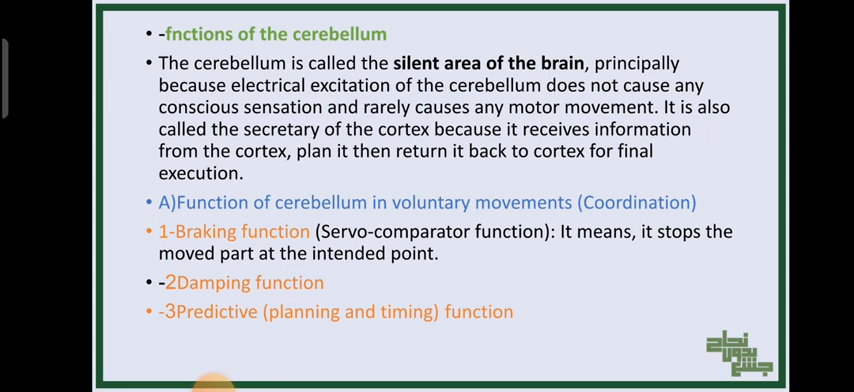 -fnctions of the cerebellum
The cerebellum is called the silent area of the brain, principally
because electrical excitation of the cerebellum does not cause any
conscious sensation and rarely causes any motor movement. It is also
called the secretary of the cortex because it receives information
from the cortex, plan it then return it back to cortex for final
execution.
A)Function of cerebellum in voluntary movements (Coordination)
1-Braking function (Servo-comparator function): It means, it stops the
moved part at the intended point.
-2Damping function
-3Predictive (planning and timing) function